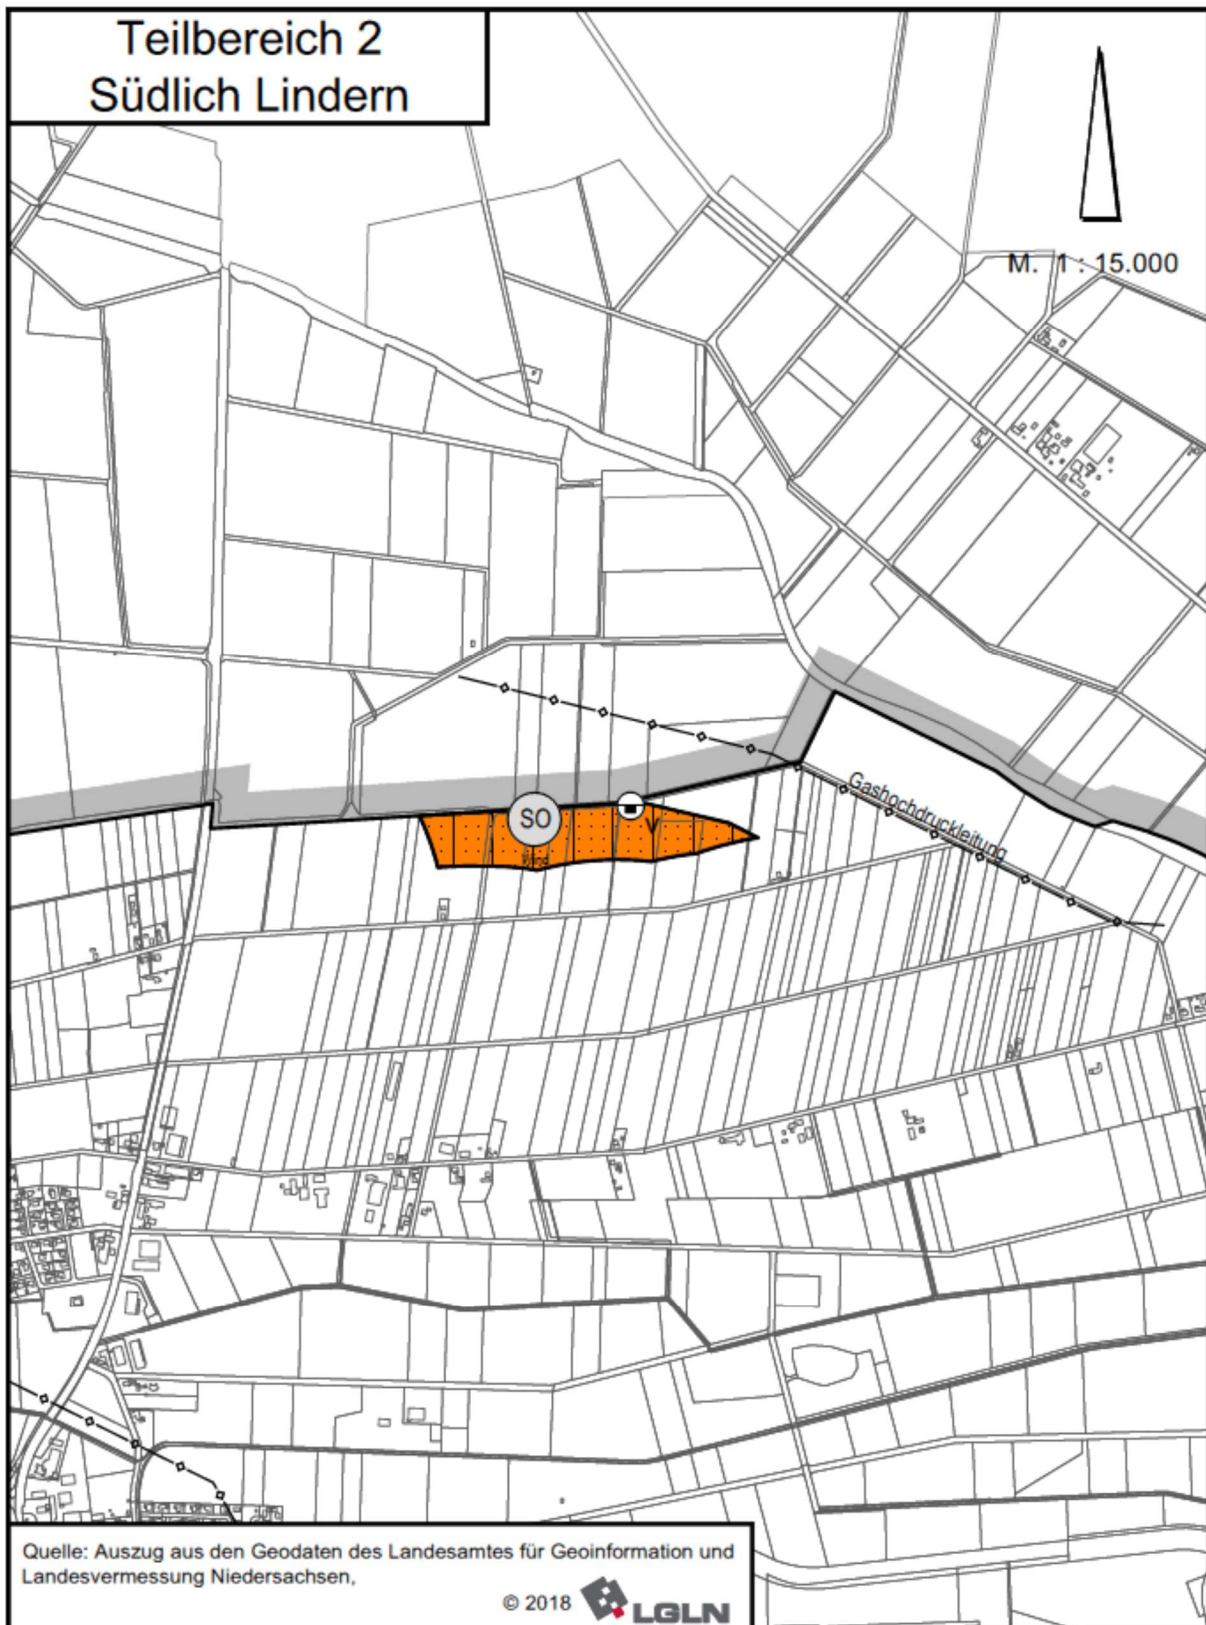 Teilbereich 2
Südlich Lindern
M. 1 : 15.000
Gashochdruckleitung
SO
V
Wind
Quelle: Auszug aus den Geodaten des Landesamtes für Geoinformation und
Landesvermessung Niedersachsen,
© 2018 LGLN